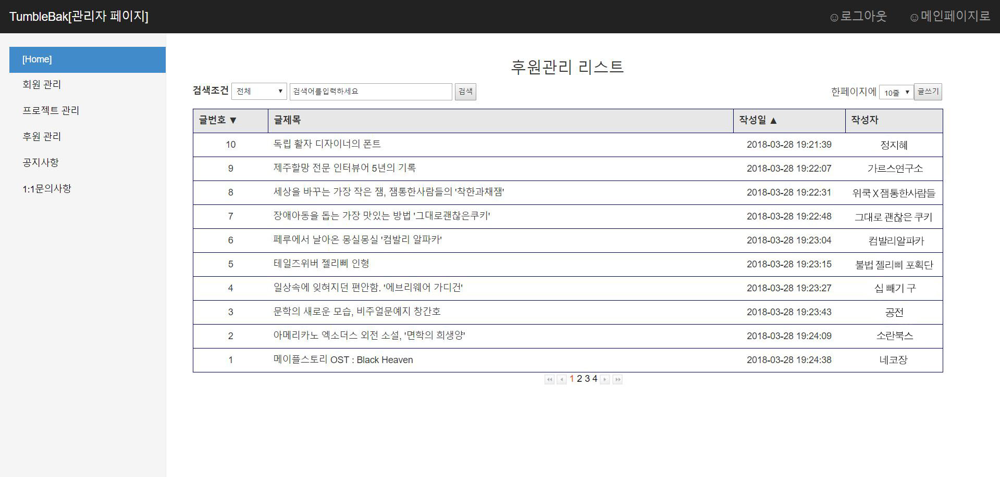 TumbleBak[관리자 페이지]
☺로그아웃 ☺메인페이지로
[Home]
회원 관리
프로젝트 관리
후원 관리
공지사항
1:1문의사항
후원관리 리스트
검색조건 전체 ▼ 검색어를입력하세요 검색 한페이지에 10줄 ▼ 글쓰기
글번호 ▼ 글제목 작성일 ▲ 작성자
10 독립 활자 디자이너의 폰트 2018-03-28 19:21:39 정지혜
9 제주할망 전문 인터뷰어 5년의 기록 2018-03-28 19:22:07 가르스연구소
8 세상을 바꾸는 가장 작은 잼, 잼통한사람들의 '착한과채잼' 2018-03-28 19:22:31 위쿡 X 잼통한사람들
7 장애아동을 돕는 가장 맛있는 방법 '그대로괜찮은쿠키' 2018-03-28 19:22:48 그대로 괜찮은 쿠키
6 페루에서 날아온 몽실몽실 '컴발리 알파카' 2018-03-28 19:23:04 컴발리알파카
5 테일즈위버 젤리삐 인형 2018-03-28 19:23:15 불법 젤리삐 포획단
4 일상속에 잊혀지던 편안함. '에브리웨어 가디건' 2018-03-28 19:23:27 십 빼기 구
3 문학의 새로운 모습, 비주얼문예지 창간호 2018-03-28 19:23:43 공전
2 아메리카노 엑소더스 외전 소설, '면학의 희생양' 2018-03-28 19:24:09 소란북스
1 메이플스토리 OST : Black Heaven 2018-03-28 19:24:38 네코장
1 2 3 4